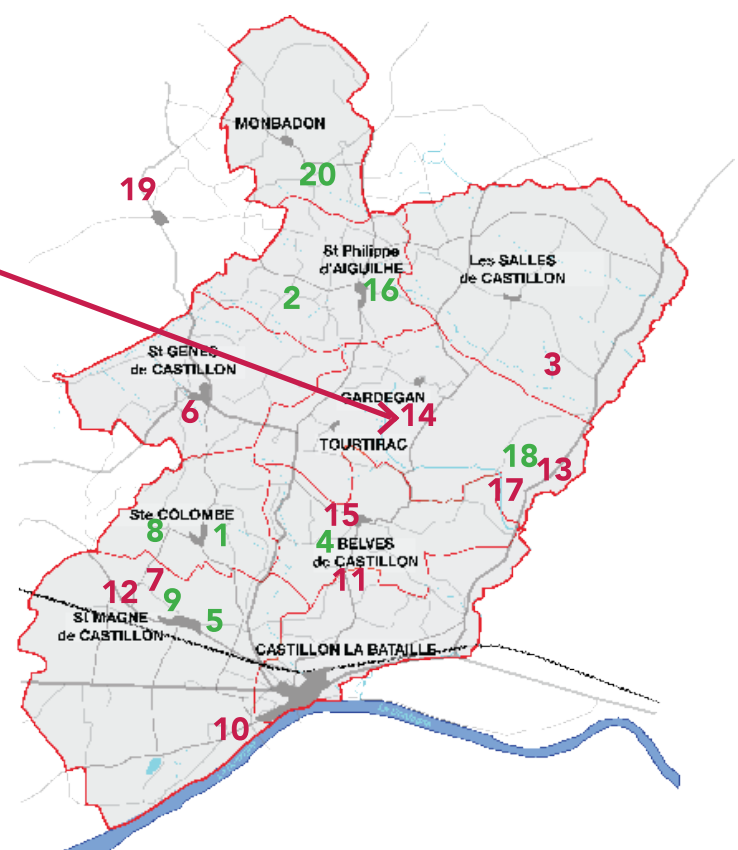 MONBADON
20
19
St Philippe
d'AIGUILHE
16
2
Les SALLES
de CASTILLON
3
St GENES
de CASTILLON
6
GARDEGAN
14
TOURTIRAC
18
13
17
Ste COLOMBE
8
1
15
4
BELVES
de CASTILLON
11
7
12
9
5
St MAGNE
de CASTILLON
CASTILLON LA BATAILLE
10